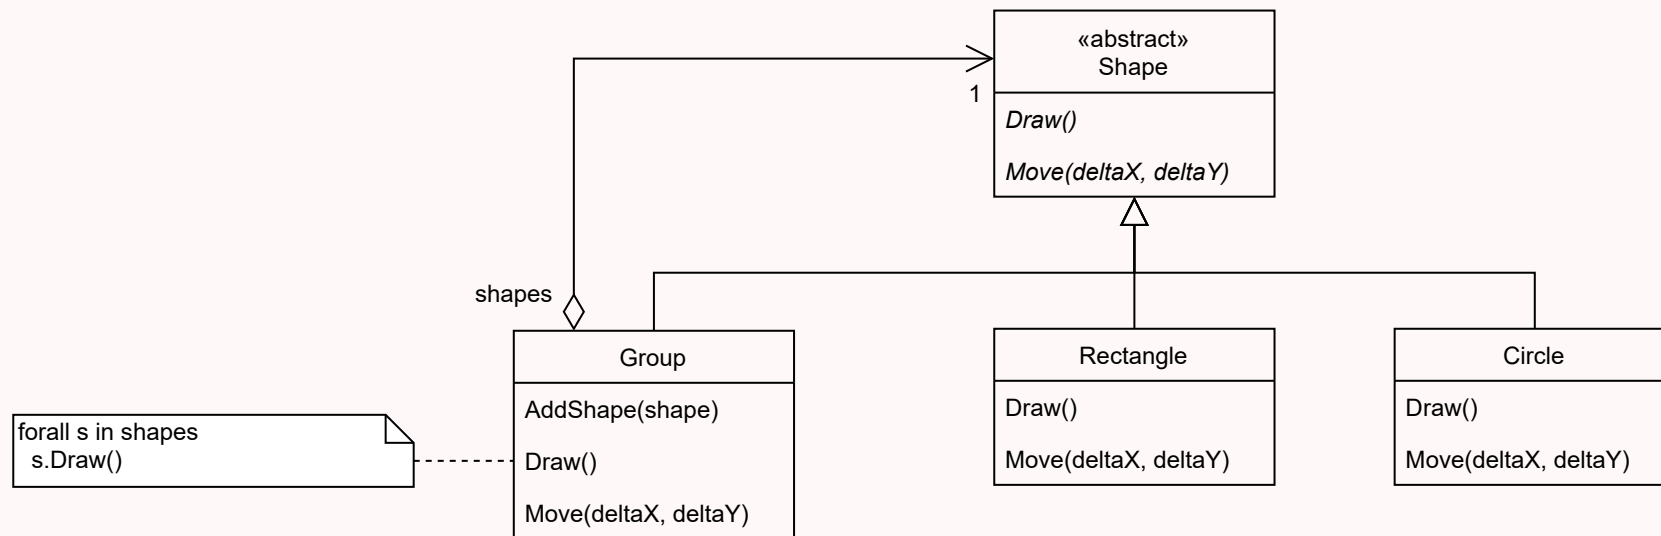 «abstract»
Shape
1
Draw()
Move(deltaX, deltaY)
shapes
Group
AddShape(shape)
Draw()
Move(deltaX, deltaY)
forall s in shapes
s.Draw()
Rectangle
Draw()
Move(deltaX, deltaY)
Circle
Draw()
Move(deltaX, deltaY)